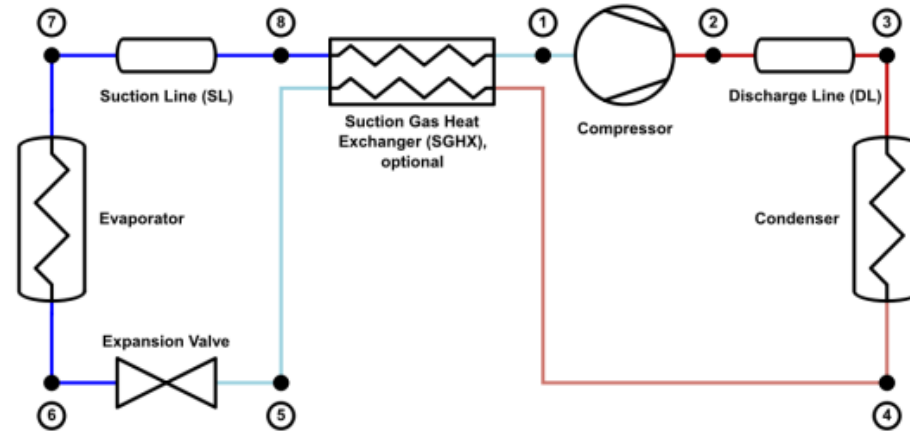 7
8
1
2
3
Suction Line (SL)
Suction Gas Heat
Exchanger (SGHX),
optional
Compressor
Discharge Line (DL)
Evaporator
Condenser
Expansion Valve
6
5
4